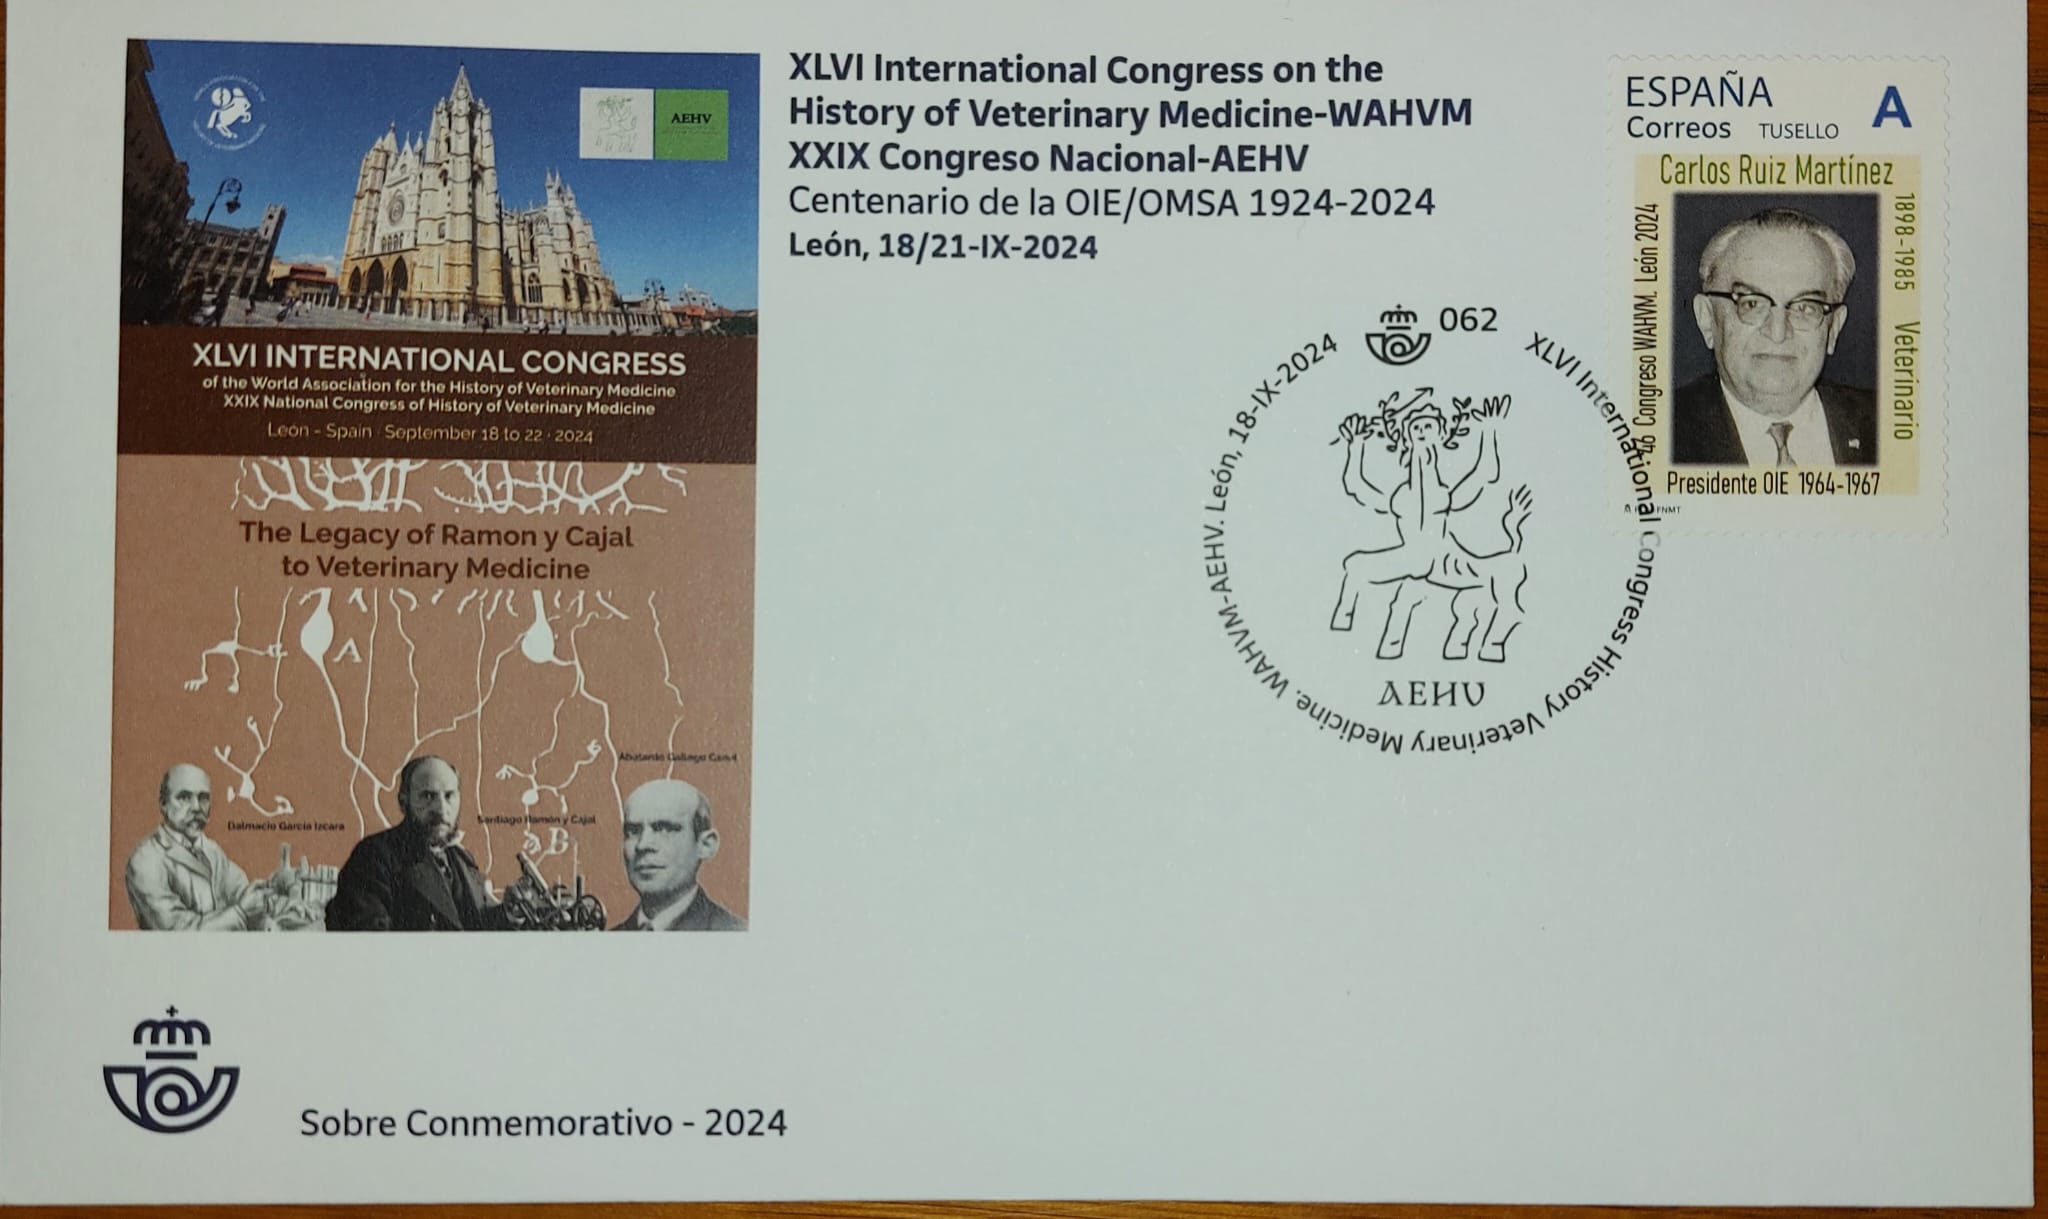 XLVI International Congress on the
History of Veterinary Medicine-WAHVM
XXIX Congreso Nacional-AEHV
Centenario de la OIE/OMSA 1924-2024
León, 18/21-IX-2024
AEHV
XLVI INTERNATIONAL CONGRESS
of the World Association for the History of Veterinary Medicine
XXIX National Congress of History of Veterinary Medicine
León - Spain · September 18 to 22 · 2024
The Legacy of Ramon y Cajal
to Veterinary Medicine
A
Abelardo Gallego Canel
Dalmacio García Izcara
Santiago Ramón y Cajal
B
ESPAÑA
Correos TUSELLO
A
Carlos Ruiz Martínez
1898-1985 Veterinario
46 Congreso WAHVM. León 2024
Presidente OIE 1964-1967
FNMT
062
XLVI International Congress History Veterinary Medicine. WAHVM-AEHV. León, 18-IX-2024
AEHV
Sobre Conmemorativo - 2024